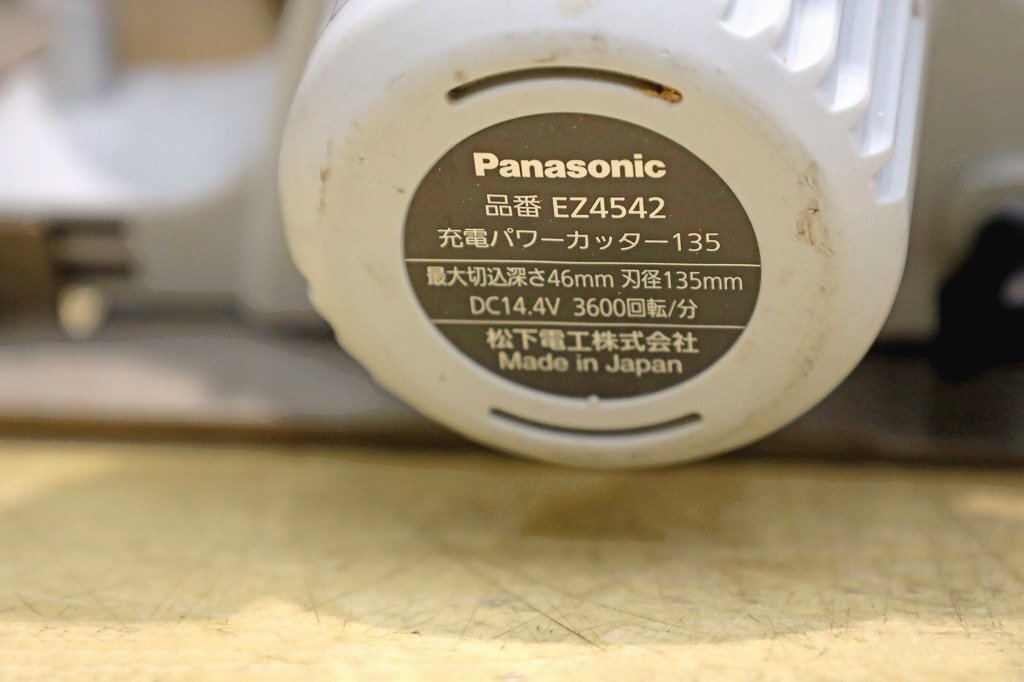 Panasonic
品番 EZ4542
充電パワーカッター135
最大切込深さ46mm 刃径135mm
DC14.4V 3600回転/分
松下電工株式会社
Made in Japan